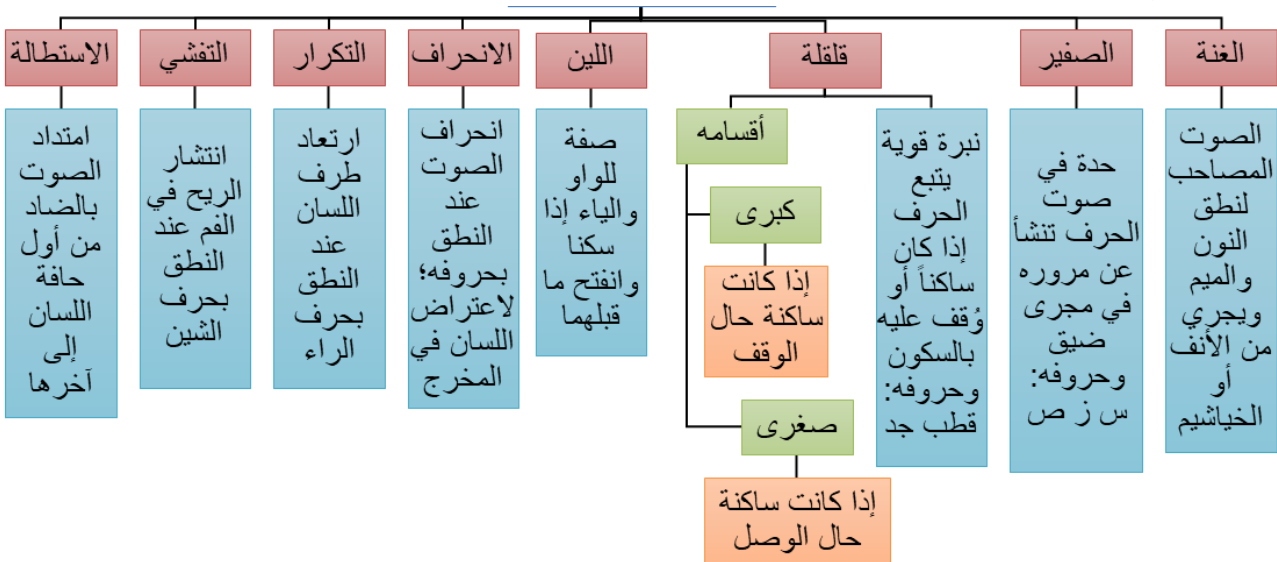 الغنة
الصوت
المصاحب
لنطق
النون
والميم
ويجري
من الأنف
أو
الخياشيم
الصفير
حدة في
صوت
الحرف تنشأ
عن مروره
في مجرى
ضيق
وحروفه:
س ز ص
قلقلة
نبرة قوية
يتبع
الحرف
إذا كان
ساكناً أو
وُقف عليه
بالسكون
وحروفه:
قطب جد
أقسامه
كبرى
إذا كانت
ساكنة حال
الوقف
صغرى
إذا كانت ساكنة
حال الوصل
اللين
صفة
للواو
والياء إذا
سكنا
وانفتح ما
قبلهما
الانحراف
انحراف
الصوت
عند
النطق
بحروفه؛
لاعتراض
اللسان في
المخرج
التكرار
ارتعاد
طرف
اللسان
عند
النطق
بحرف
الراء
التفشي
انتشار
الريح في
الفم عند
النطق
بحرف
الشين
الاستطالة
امتداد
الصوت
بالضاد
من أول
حافة
اللسان
إلى
آخرها